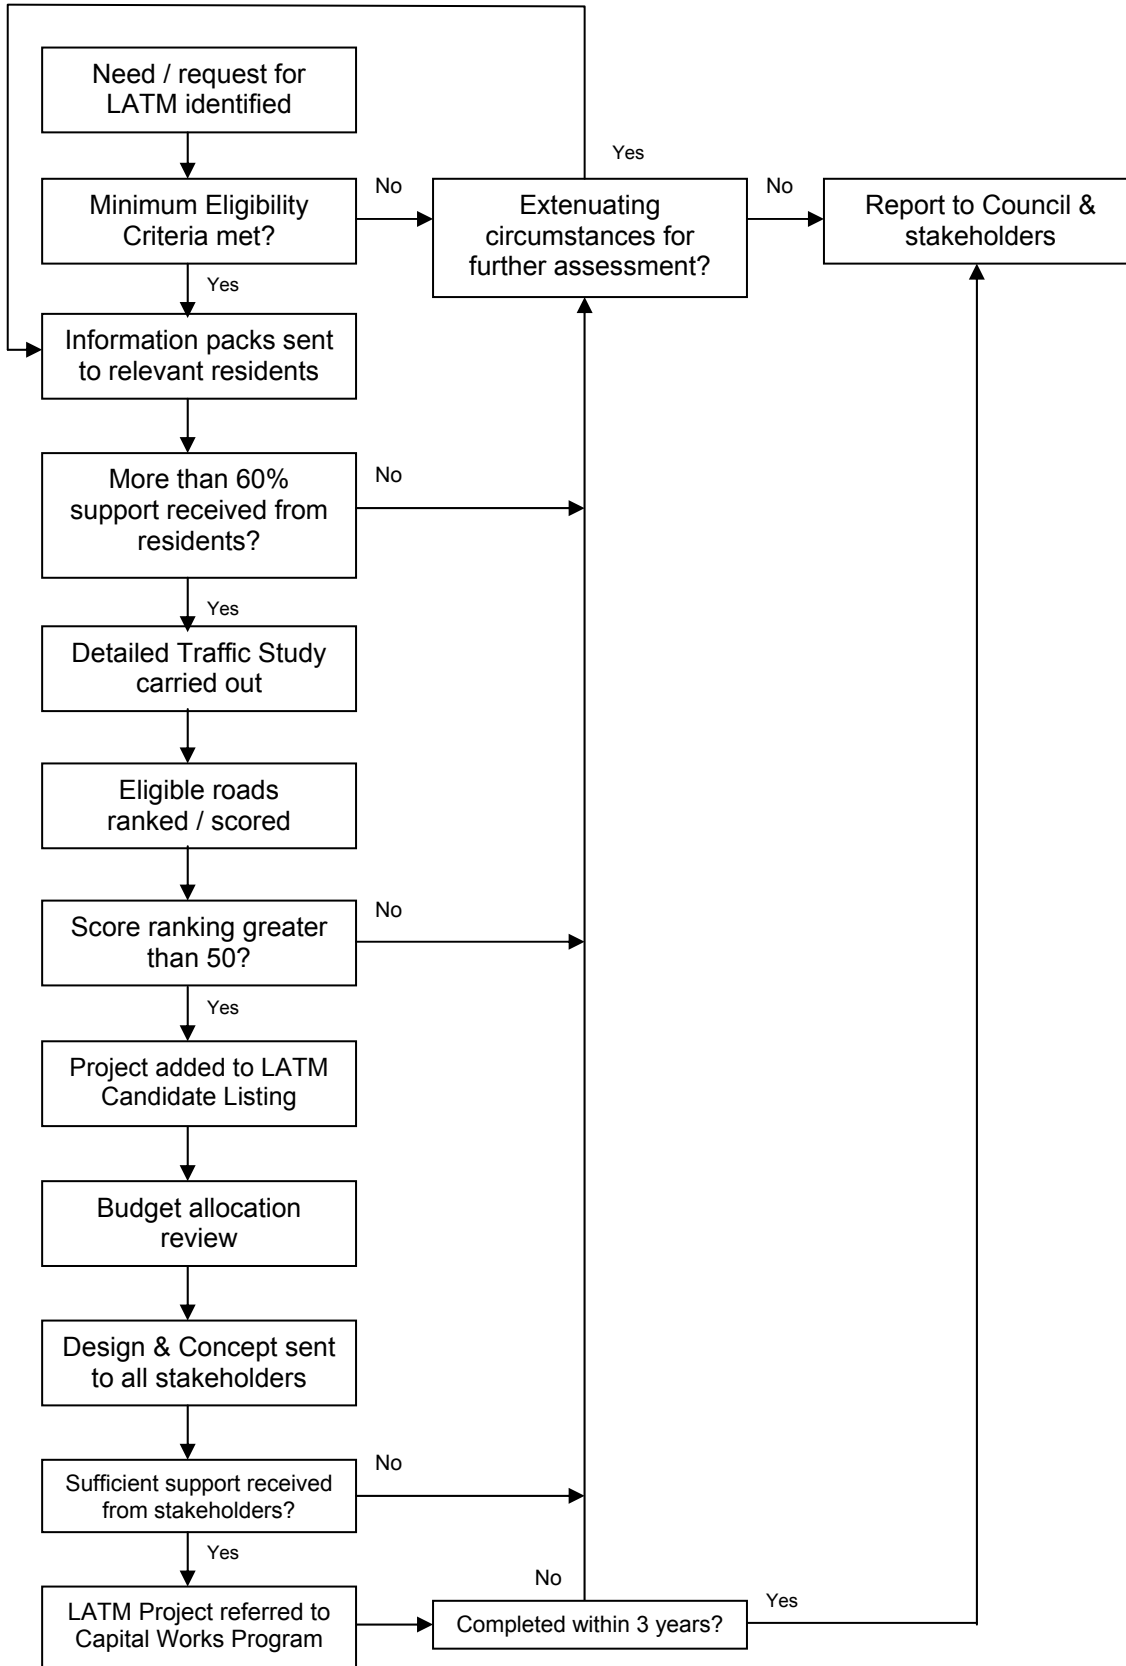 Need / request for
LATM identified
Yes
No
No
Minimum Eligibility
Criteria met?
Extenuating
circumstances for
further assessment?
Report to Council &
stakeholders
Yes
Information packs sent
to relevant residents
More than 60%
support received from
residents?
No
Yes
Detailed Traffic Study
carried out
Eligible roads
ranked / scored
Score ranking greater
than 50?
No
Yes
Project added to LATM
Candidate Listing
Budget allocation
review
Design & Concept sent
to all stakeholders
Sufficient support received
from stakeholders?
No
Yes
No
LATM Project referred to
Capital Works Program
Completed within 3 years?
Yes